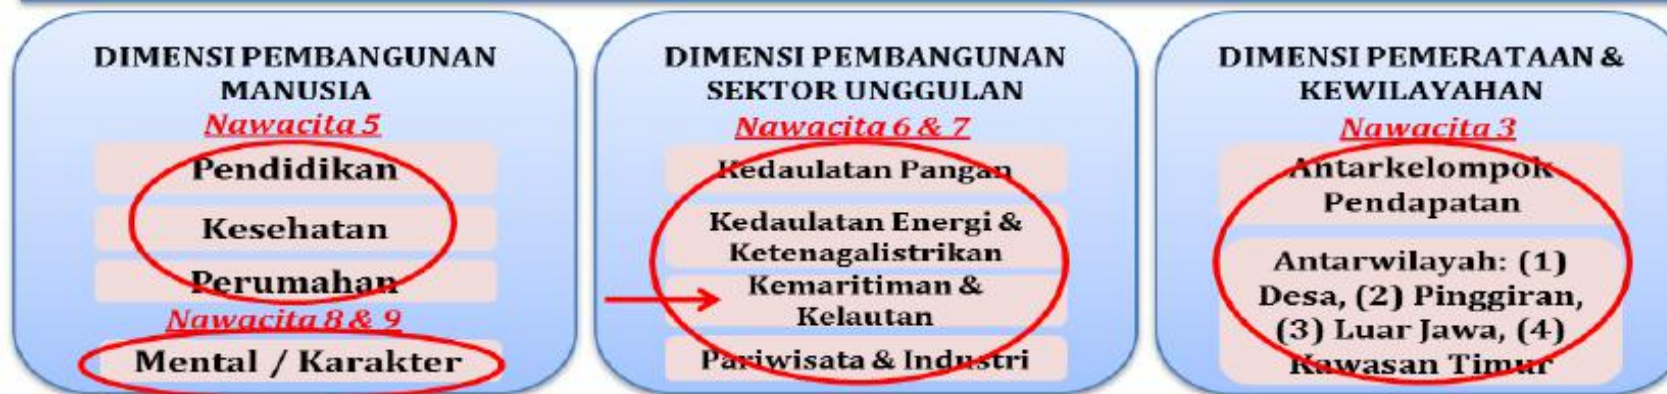 DIMENSI PEMBANGUNAN
MANUSIA
Nawacita 5
Pendidikan
Kesehatan
Perumahan
Nawacita 8 & 9
Mental / Karakter
DIMENSI PEMBANGUNAN
SEKTOR UNGGULAN
Nawacita 6 & 7
Kedaulatan Pangan
Kedaulatan Energi &
Ketenagalistrikan
Kemaritiman &
Kelautan
Pariwisata & Industri
DIMENSI PEMERATAAN &
KEWILAYAHAN
Nawacita 3
Antarkelompok
Pendapatan
Antarwilayah: (1)
Desa, (2) Pinggiran,
(3) Luar Jawa, (4)
Kawasan Timur